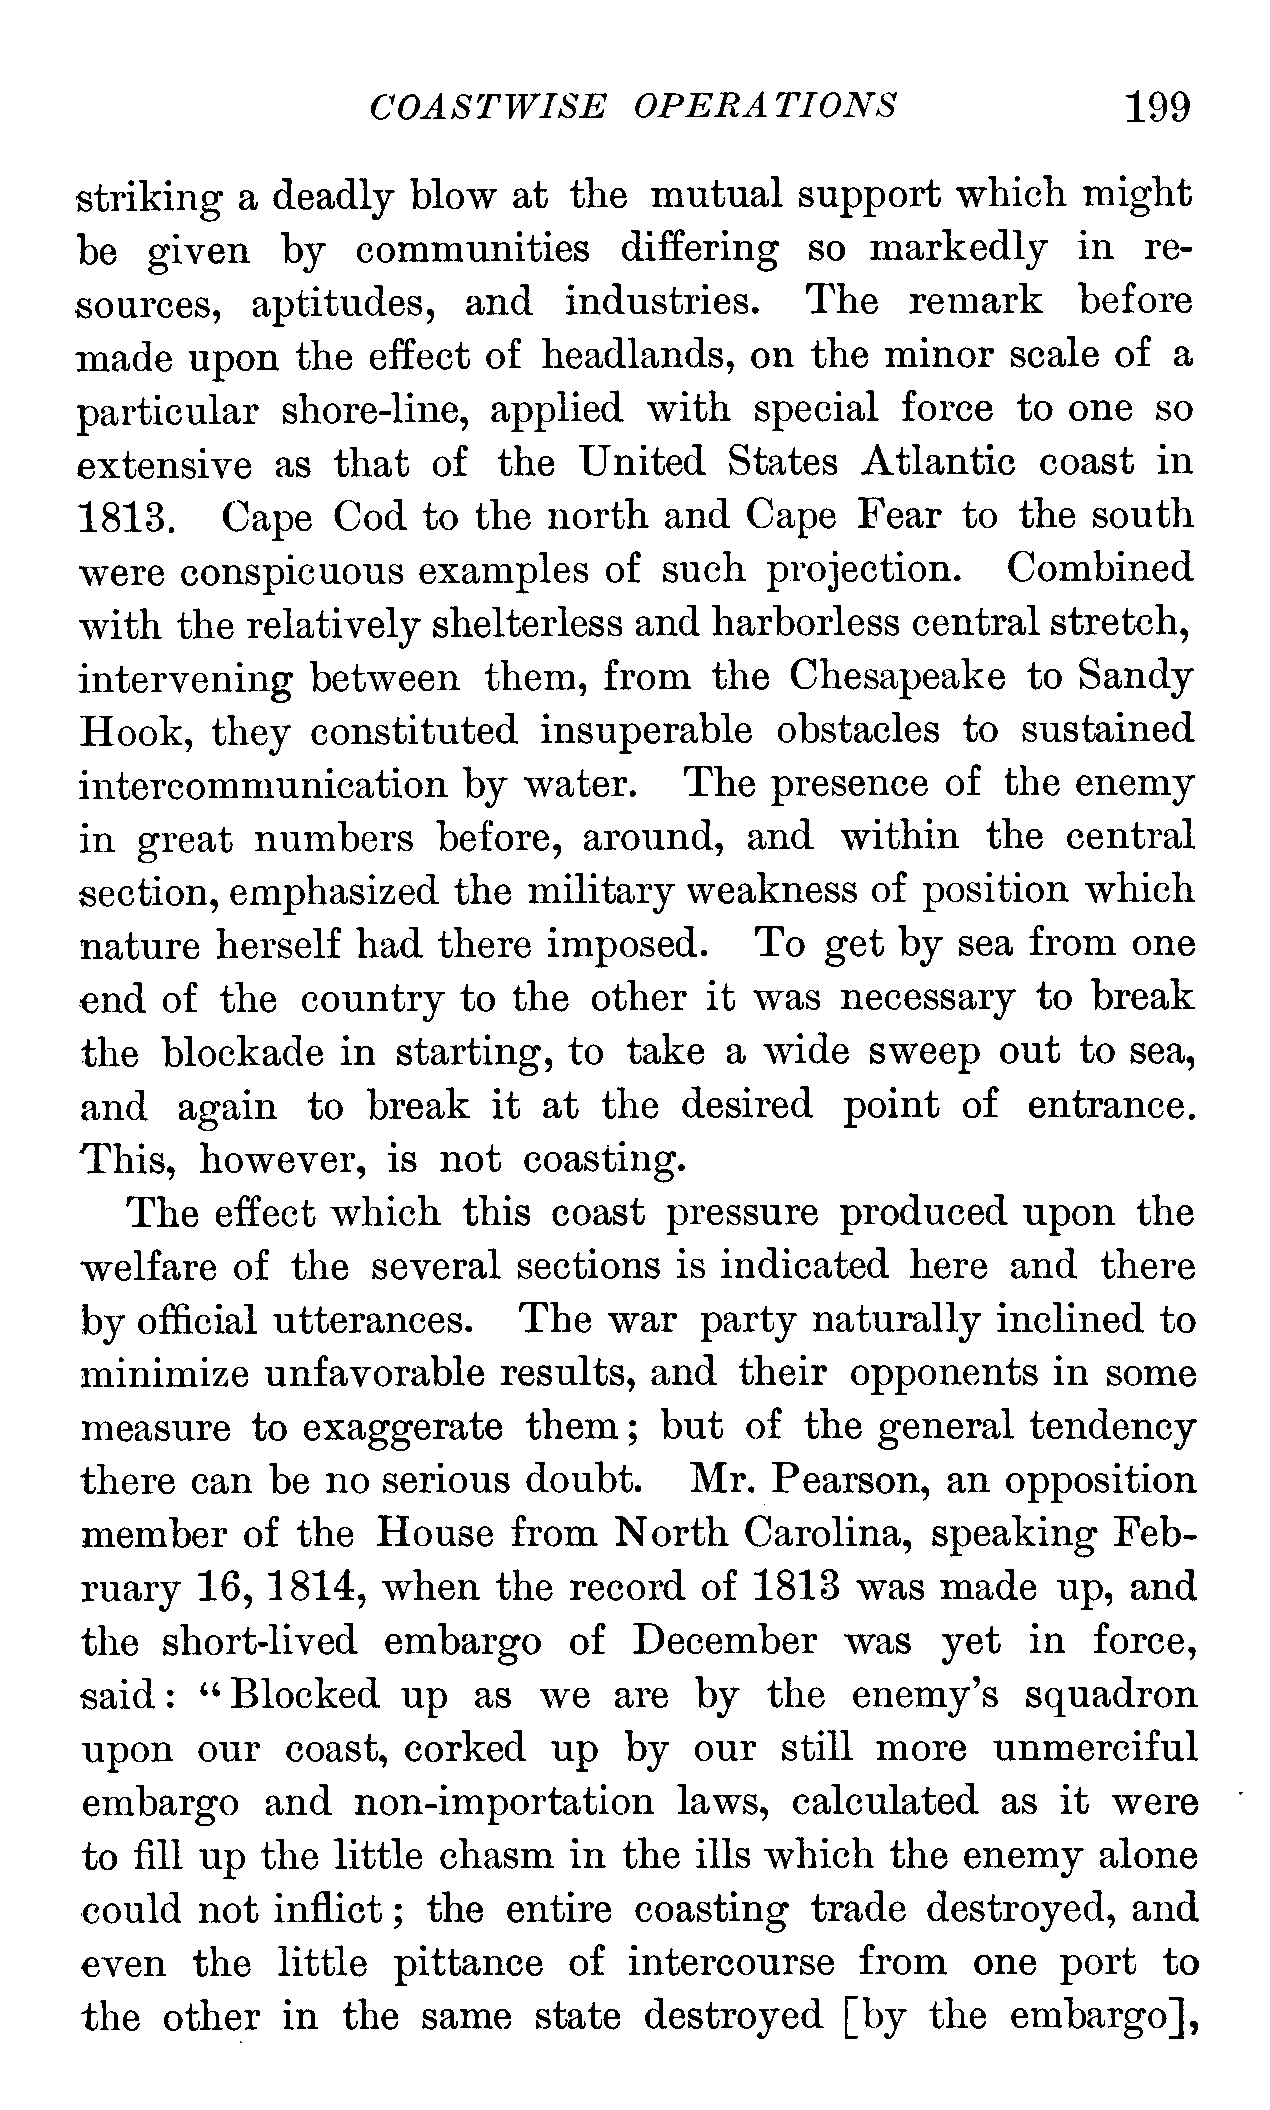 COASTWISE OPERATIONS 199
striking a deadly blow at the mutual support which might
be given by communities differing so markedly in re-
sources, aptitudes, and industries. The remark before
made upon the effect of headlands, on the minor scale of a
particular shore-line, applied with special force to one so
extensive as that of the United States Atlantic coast in
1813. Cape Cod to the north and Cape Fear to the south
were conspicuous examples of such projection. Combined
with the relatively shelterless and harborless central stretch,
intervening between them, from the Chesapeake to Sandy
Hook, they constituted insuperable obstacles to sustained
intercommunication by water. The presence of the enemy
in great numbers before, around, and within the central
section, emphasized the military weakness of position which
nature herself had there imposed. To get by sea from one
end of the country to the other it was necessary to break
the blockade in starting, to take a wide sweep out to sea,
and again to break it at the desired point of entrance.
This, however, is not coasting.
The effect which this coast pressure produced upon the
welfare of the several sections is indicated here and there
by official utterances. The war party naturally inclined to
minimize unfavorable results, and their opponents in some
measure to exaggerate them; but of the general tendency
there can be no serious doubt. Mr. Pearson, an opposition
member of the House from North Carolina, speaking Feb-
ruary 16, 1814, when the record of 1813 was made up, and
the short-lived embargo of December was yet in force,
said: "Blocked up as we are by the enemy's squadron
upon our coast, corked up by our still more unmerciful
embargo and non-importation laws, calculated as it were
to fill up the little chasm in the ills which the enemy alone
could not inflict; the entire coasting trade destroyed, and
even the little pittance of intercourse from one port to
the other in the same state destroyed [by the embargo],